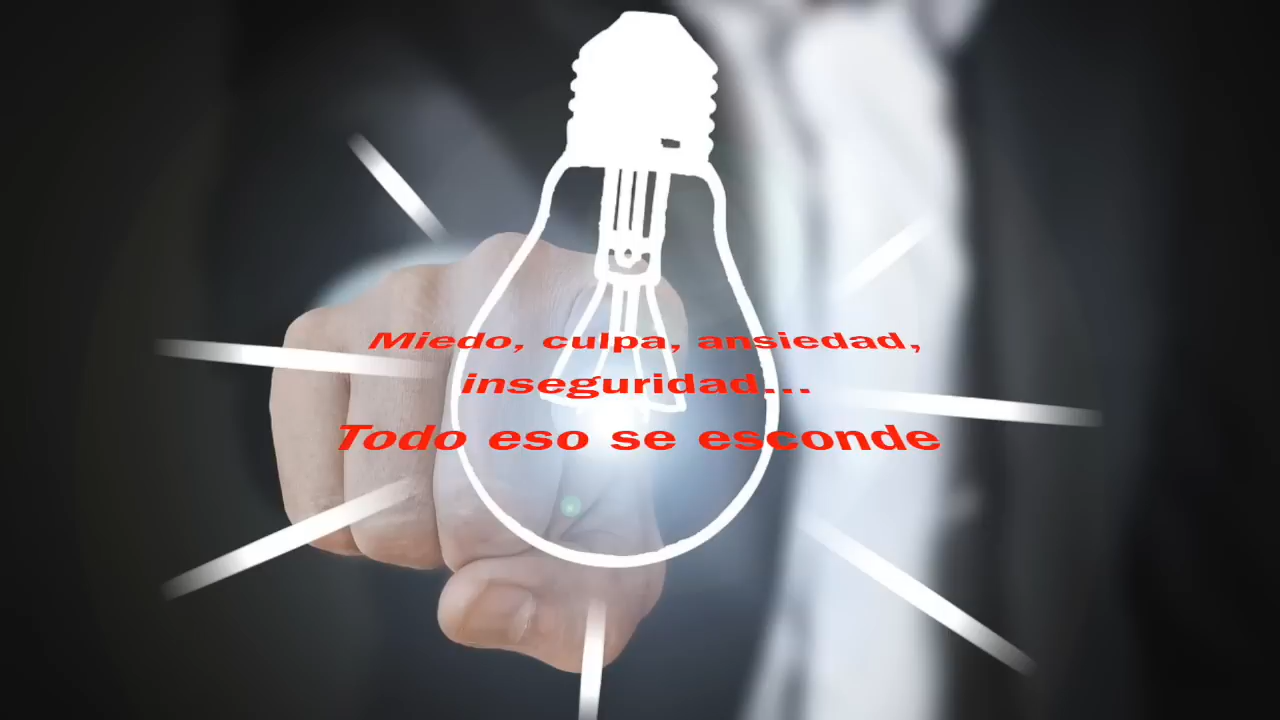 Miedo, culpa, ansiedad,
inseguridad...
Todo eso se esconde